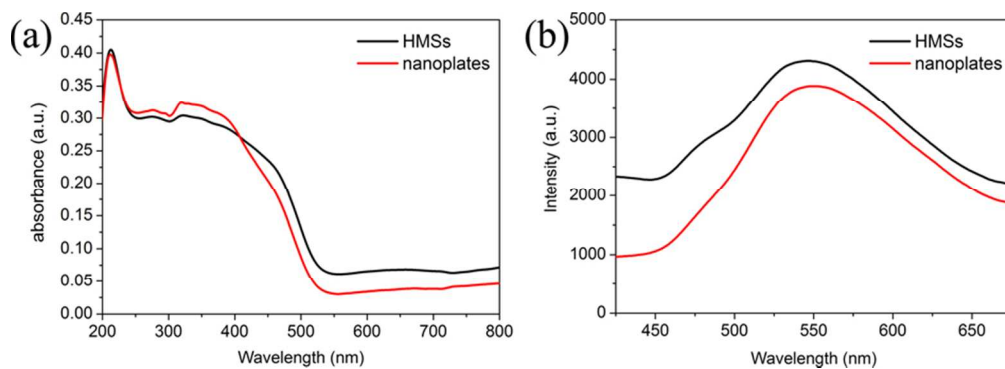 (a)
absorbance (a.u.)
0.45
0.40
0.35
0.30
0.25
0.20
0.15
0.10
0.05
0.00
HMSs
nanoplates
200 300 400 500 600 700 800
Wavelength (nm)
(b)
Intensity (a.u.)
5000
4000
3000
2000
1000
0
HMSs
nanoplates
450 500 550 600 650
Wavelength (nm)